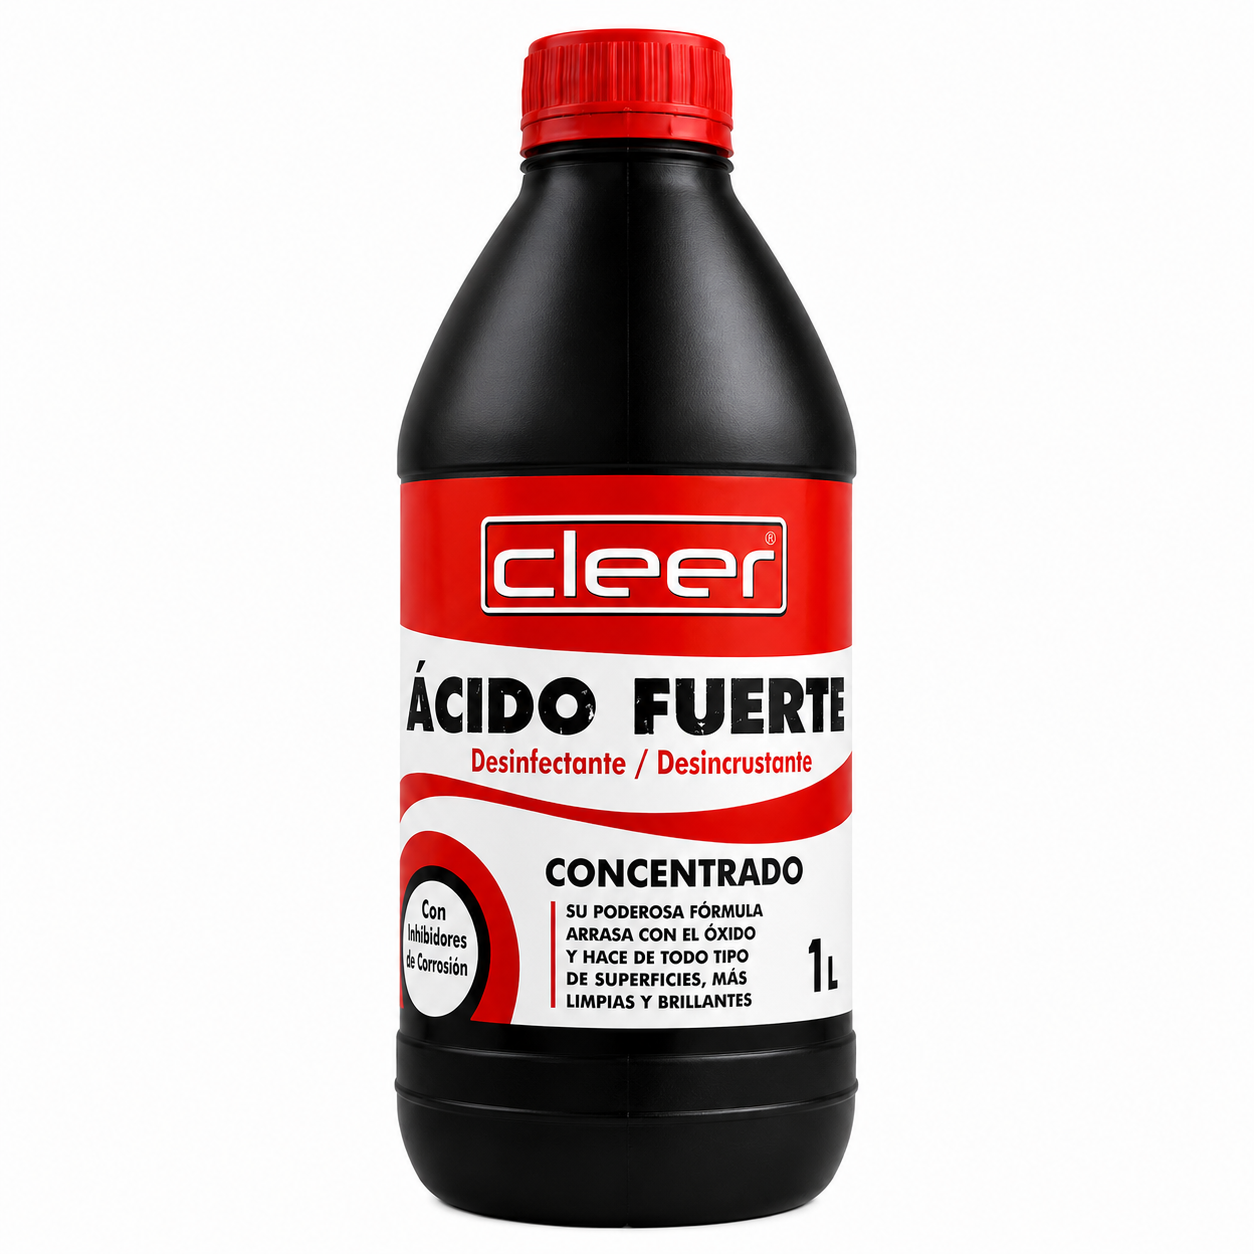 cleer®
ÁCIDO FUERTE
Desinfectante / Desincrustante
CONCENTRADO
SU PODEROSA FÓRMULA
ARRASA CON EL ÓXIDO
Y HACE DE TODO TIPO
DE SUPERFICIES, MÁS
LIMPIAS Y BRILLANTES
Con
Inhibidores
de Corrosión
1L